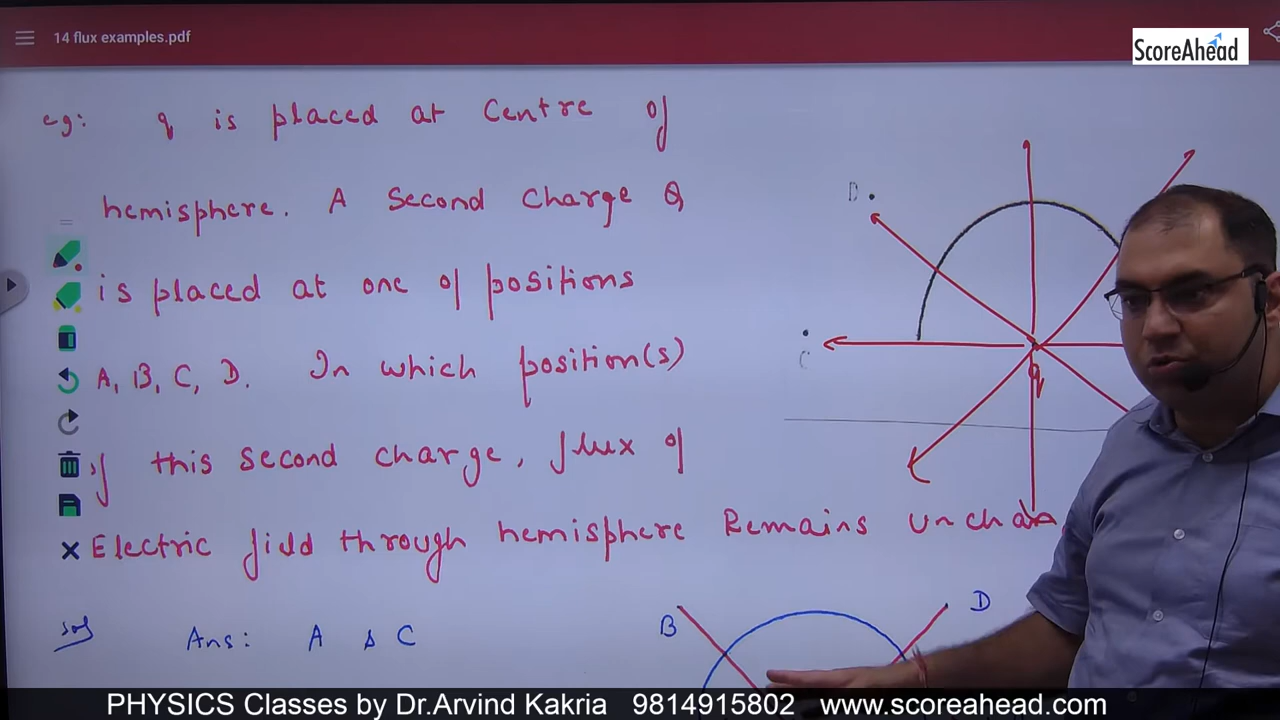 14 flux examples.pdf
ScoreAhead
eg: q is placed at Centre of
hemisphere. A Second Charge Q
is placed at one of positions
A, B, C, D. In which position(s)
if this second charge, flux of
Electric field through hemisphere Remains Uncha
D
C
q
Sol Ans: A & C
B
D
PHYSICS Classes by Dr.Arvind Kakria 9814915802 www.scoreahead.com